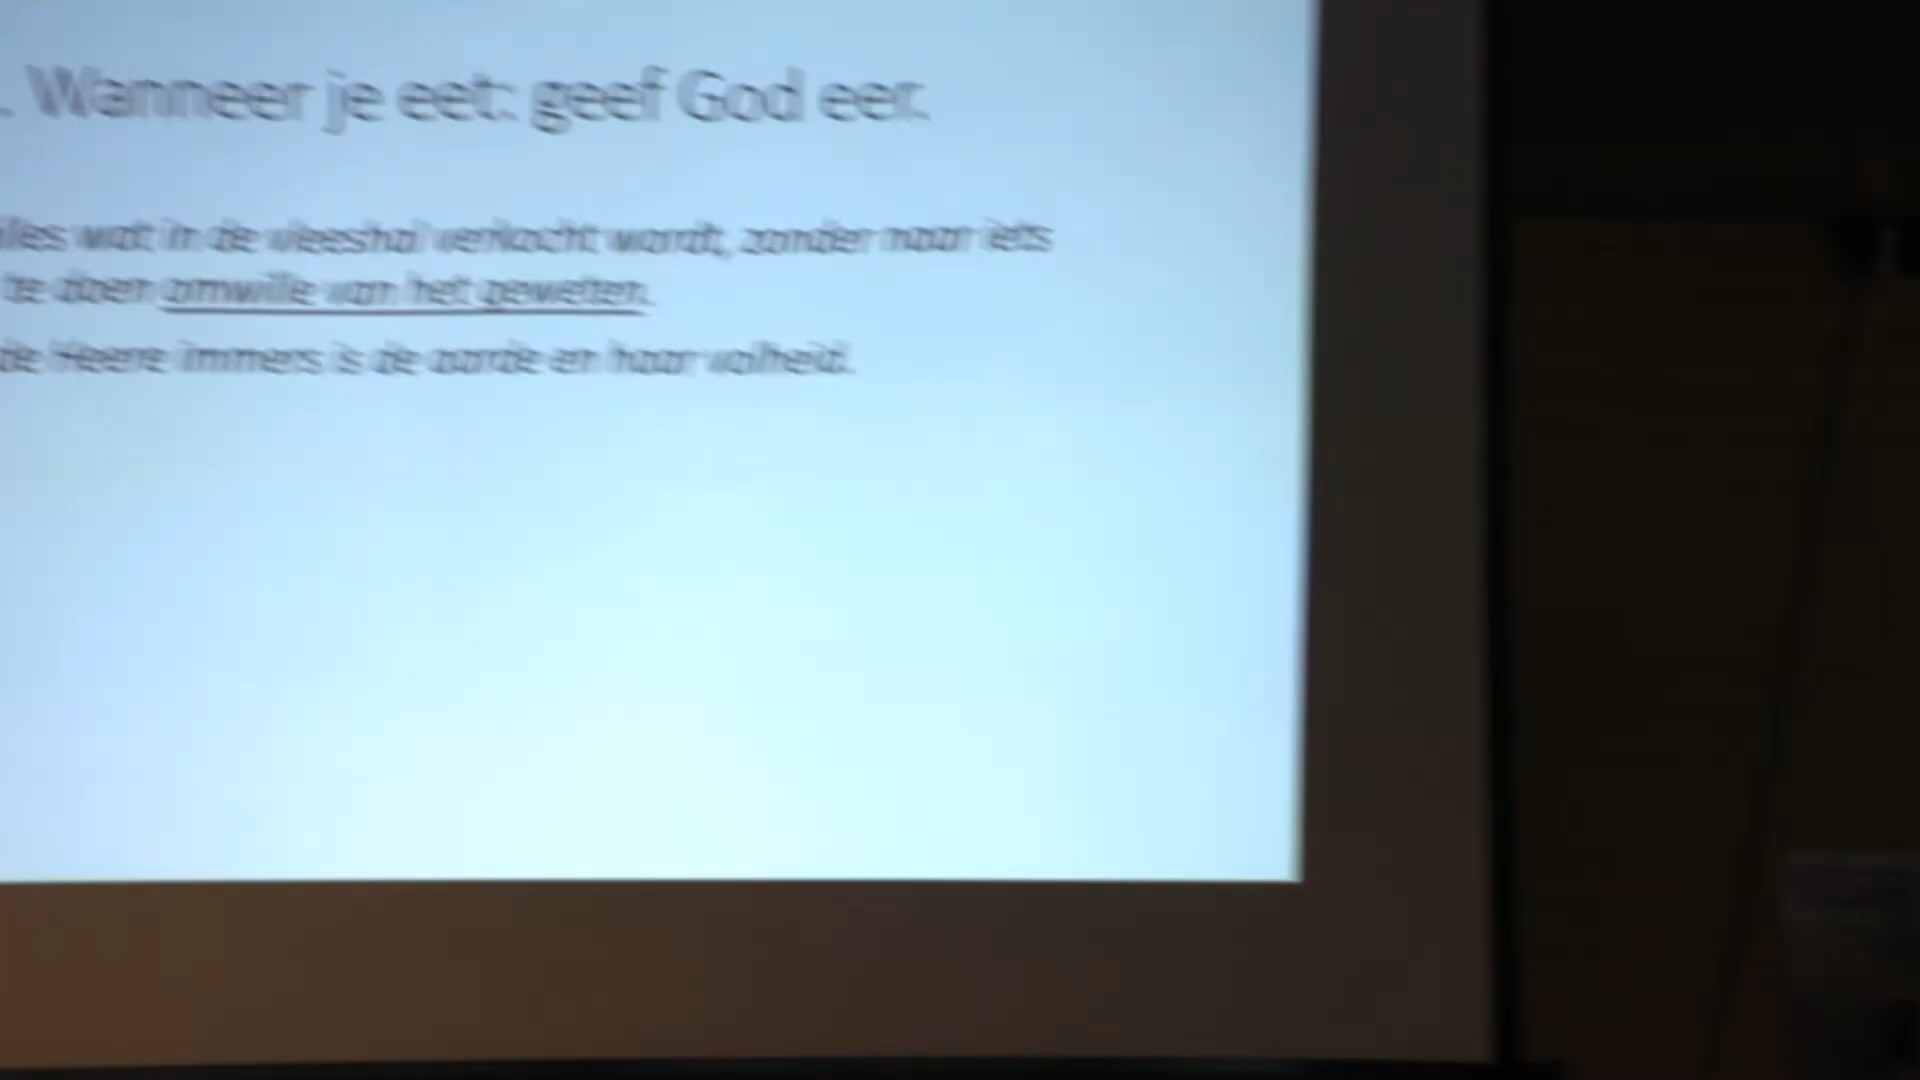 . Wanneer je eet: geef God eer.
alles wat in de vleeshal verkocht wordt, zonder naar iets
te doen omwille van het geweten.
de Heere immers is de aarde en haar volheid.